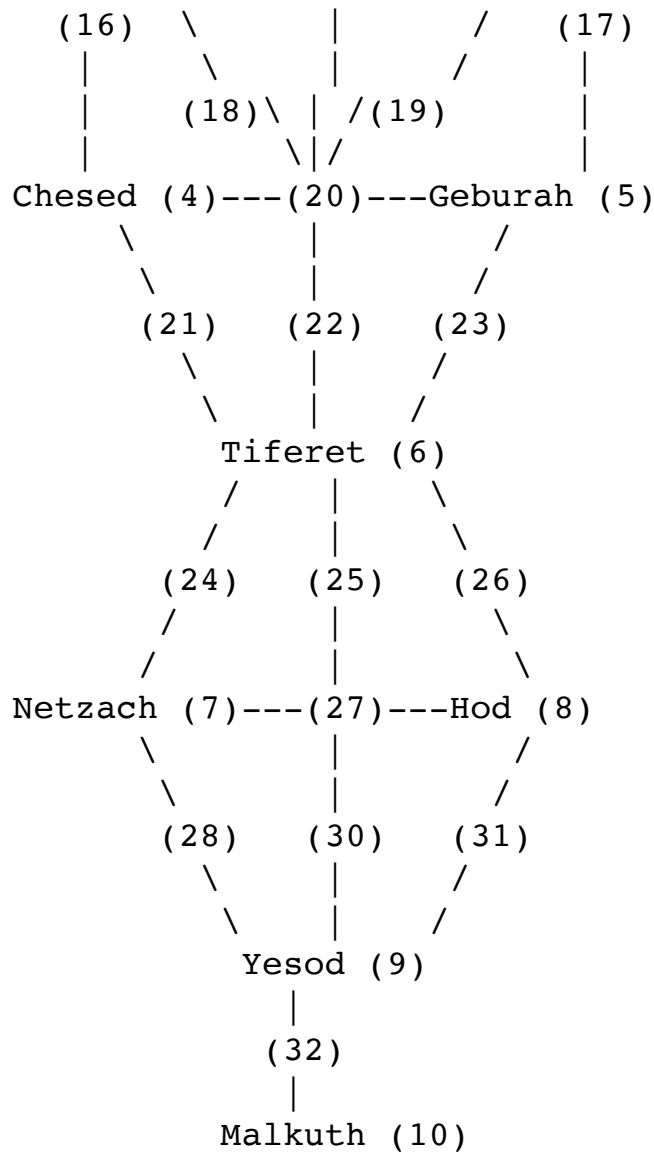 (16) \ | / (17)
| \ | / |
| (18)\ | /(19) |
| \|/ |
Chesed (4)---(20)---Geburah (5)
\ | /
\ | /
(21) (22) (23)
\ | /
\ | /
Tiferet (6)
/ | \
/ | \
(24) (25) (26)
/ | \
/ | \
Netzach (7)---(27)---Hod (8)
\ | /
\ | /
(28) (30) (31)
\ | /
\ | /
Yesod (9)
|
(32)
|
Malkuth (10)